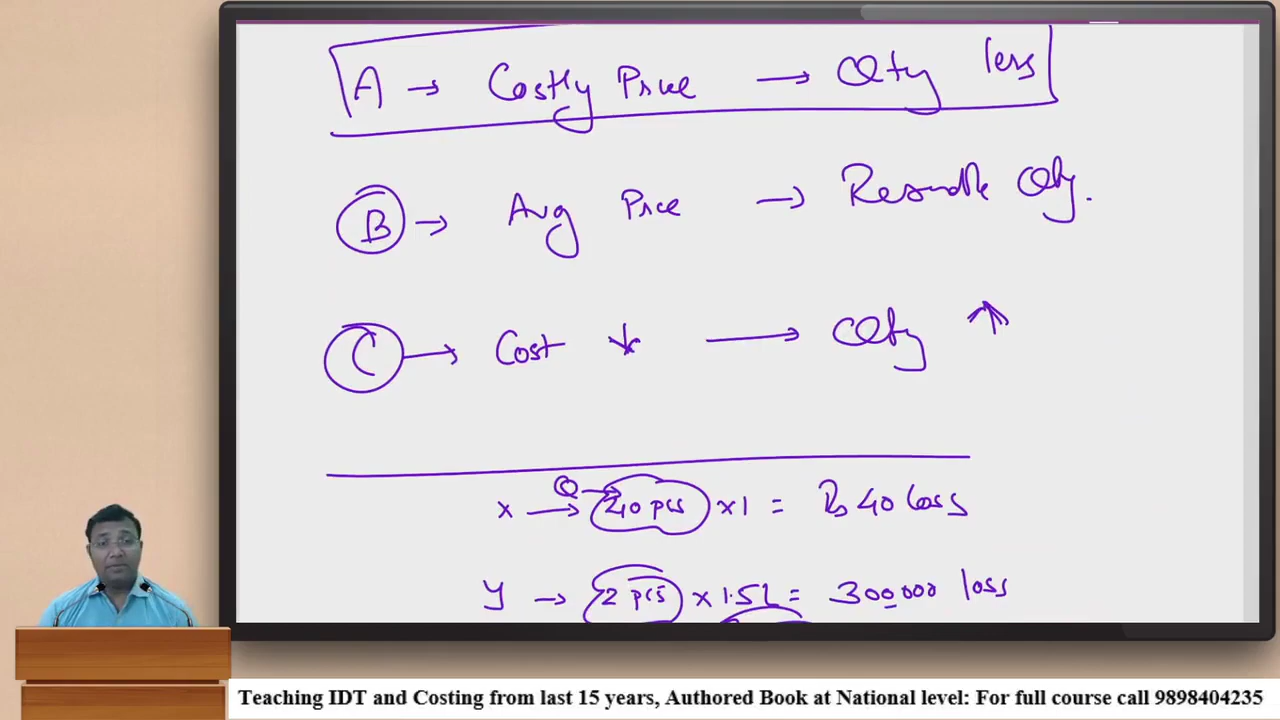 A → Costly Price → Qty less
B → Avg Price → Qty.
C → Cost ↓ → Qty ↑
Q
x → 40 pcs x 1 = Rs 40 loss
y → 2 pcs x 1.5L = 300000 loss
Teaching IDT and Costing from last 15 years, Authored Book at National level: For full course call 9898404235